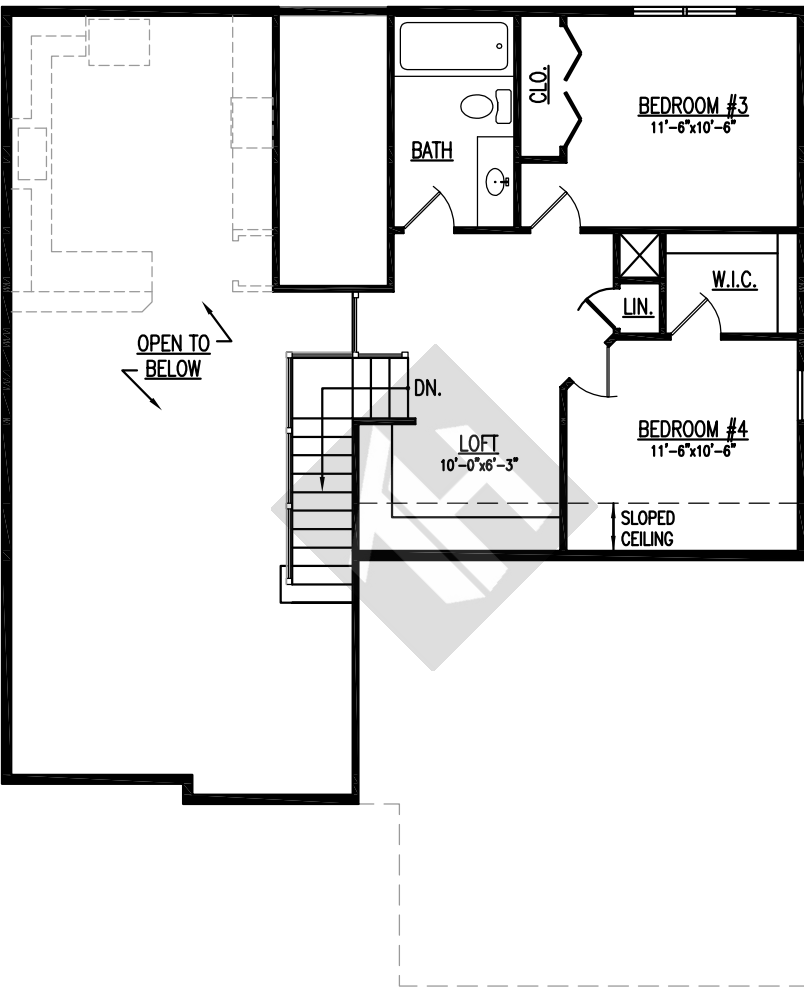 CLO.
BEDROOM #3
11'-6"x10'-6"
BATH
W.I.C.
LIN.
OPEN TO
BELOW
DN.
LOFT
10'-0"x6'-3"
BEDROOM #4
11'-6"x10'-6"
SLOPED
CEILING